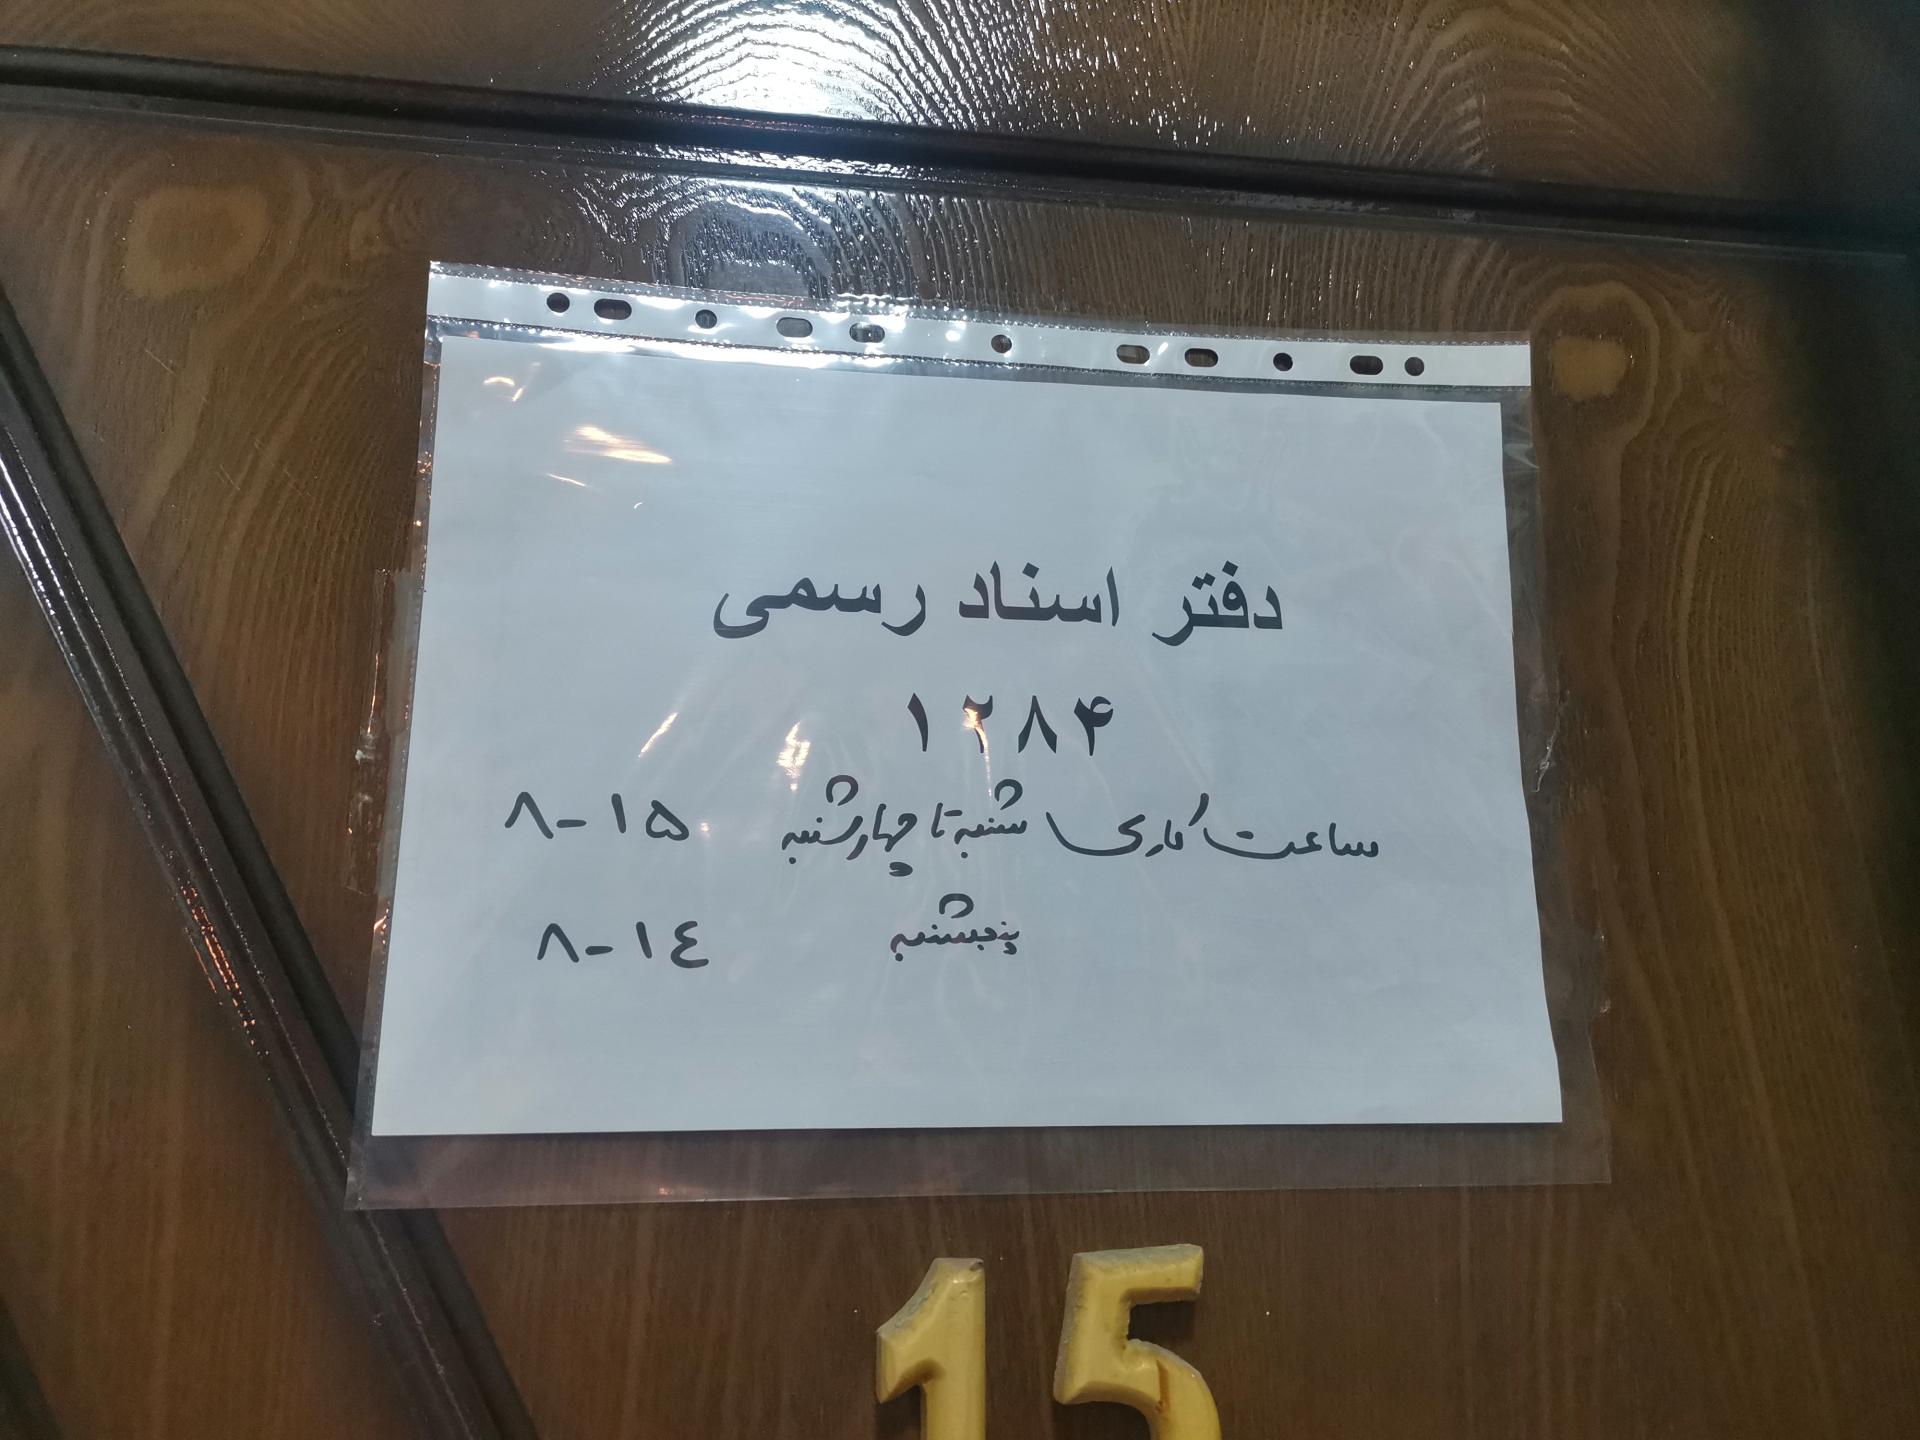 دفتر اسناد رسمی
۱۲۸۴
ساعت کاری شنبه تا چهارشنبه ۸-۱۵
پنجشنبه ۸-۱٤
15